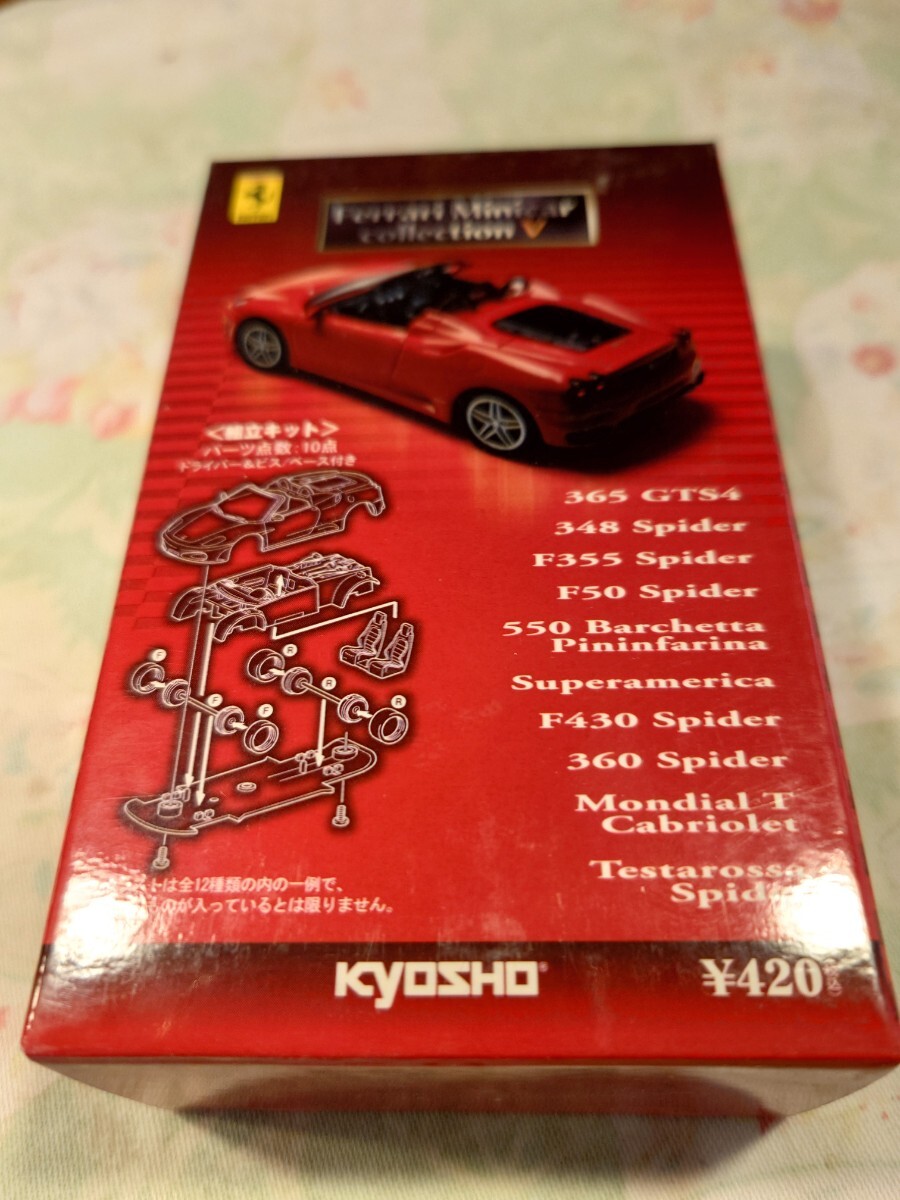 Ferrari Minicar
Collection V
<組立キット>
パーツ点数:10点
ドライバー&ビス/ベース付き
365 GTS4
348 Spider
F355 Spider
F50 Spider
550 Barchetta
Pininfarina
Superamerica
F430 Spider
360 Spider
Mondial T
Cabriolet
Testarossa
F
R
F
R
F
R
トは全12種類の内の一例で、
のが入っているとは限りません。
KYOSHO
¥420